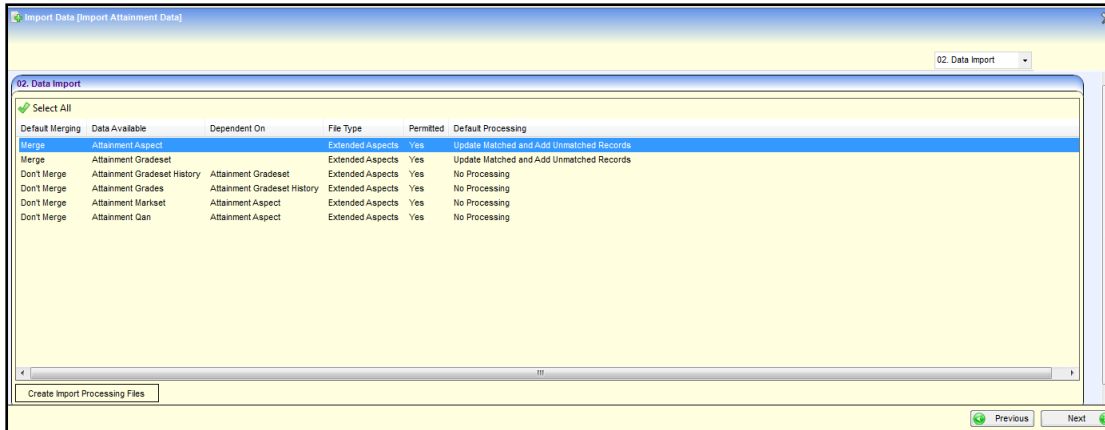 Import Data [Import Attainment Data]
02. Data Import
02. Data Import
Select All
Default Merging Data Available Dependent On File Type Permitted Default Processing
Merge Attainment Aspect Extended Aspects Yes Update Matched and Add Unmatched Records
Merge Attainment Gradeset Extended Aspects Yes Update Matched and Add Unmatched Records
Don't Merge Attainment Gradeset History Attainment Gradeset Extended Aspects Yes No Processing
Don't Merge Attainment Grades Attainment Gradeset History Extended Aspects Yes No Processing
Don't Merge Attainment Markset Attainment Aspect Extended Aspects Yes No Processing
Don't Merge Attainment Qan Attainment Aspect Extended Aspects Yes No Processing
Create Import Processing Files
Previous Next